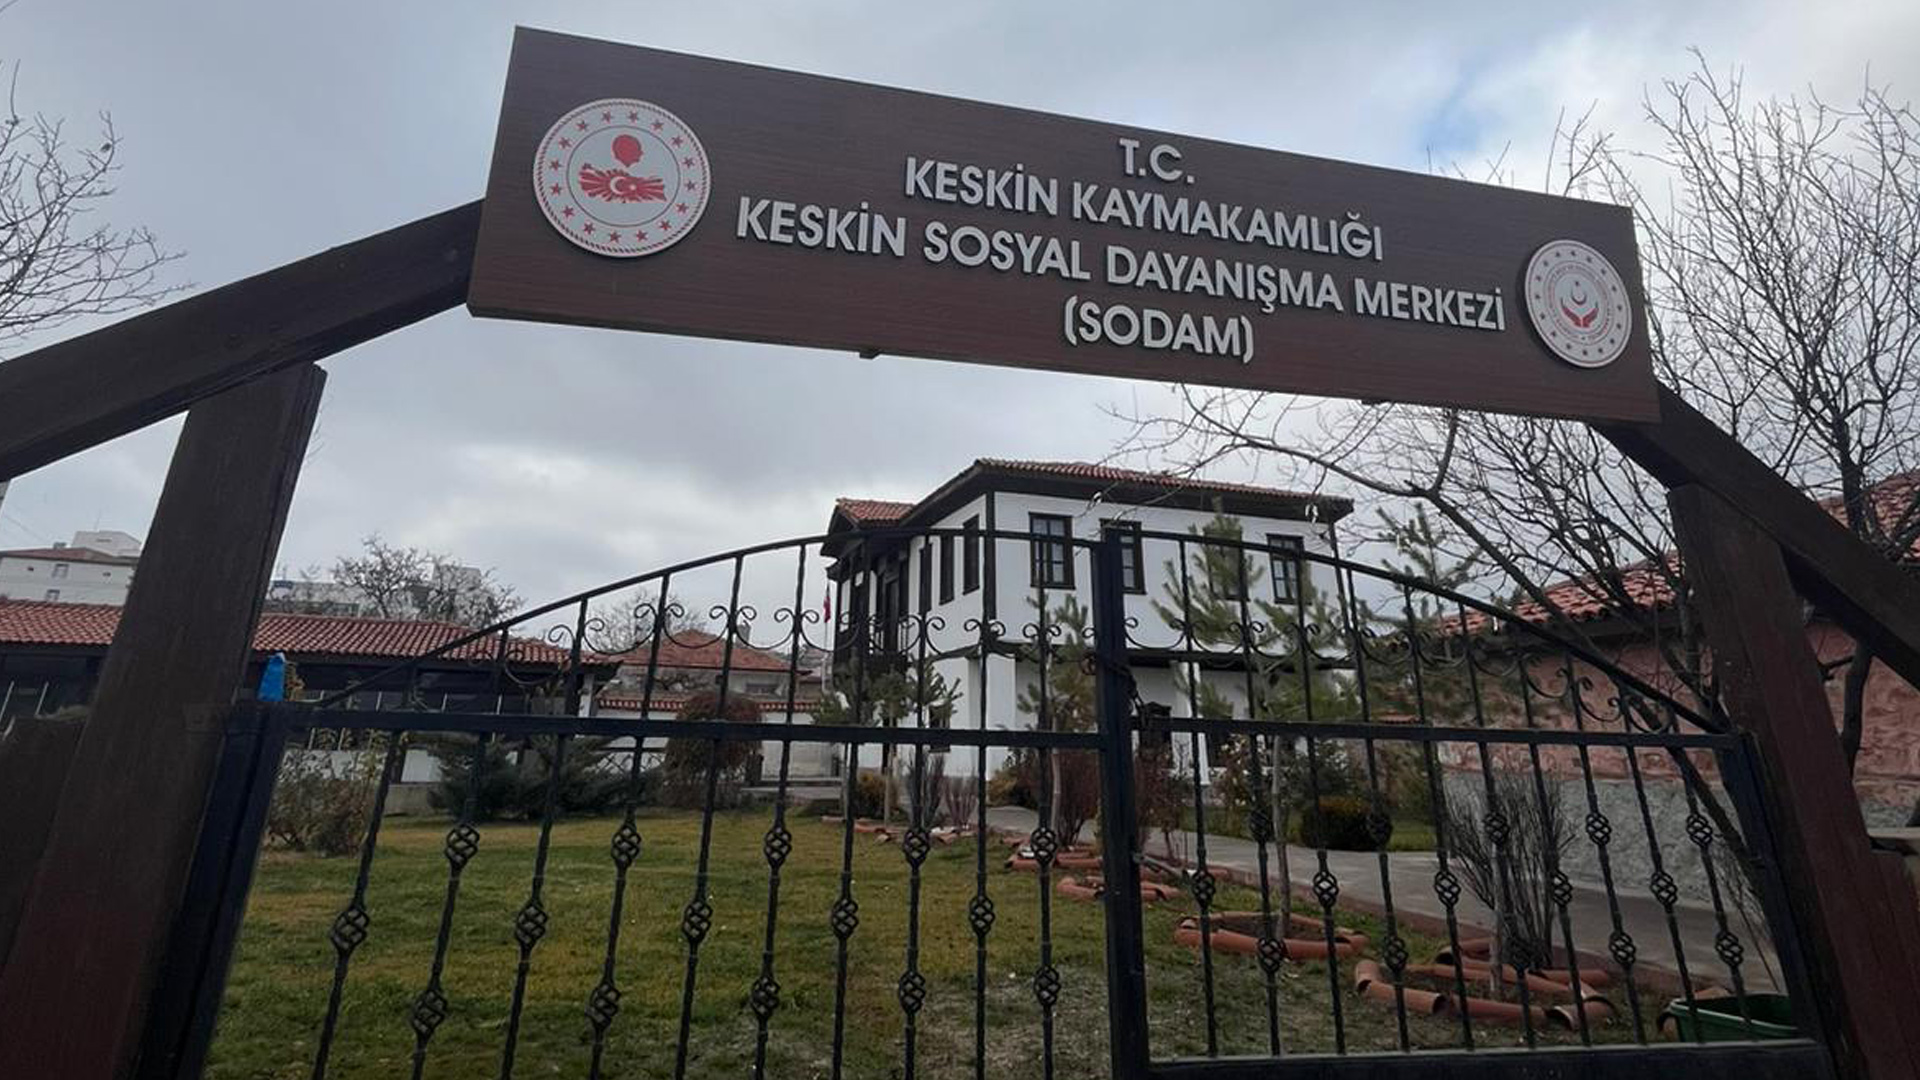 T.C.
KESKİN KAYMAKAMLIĞI
KESKİN SOSYAL DAYANIŞMA MERKEZİ
(SODAM)